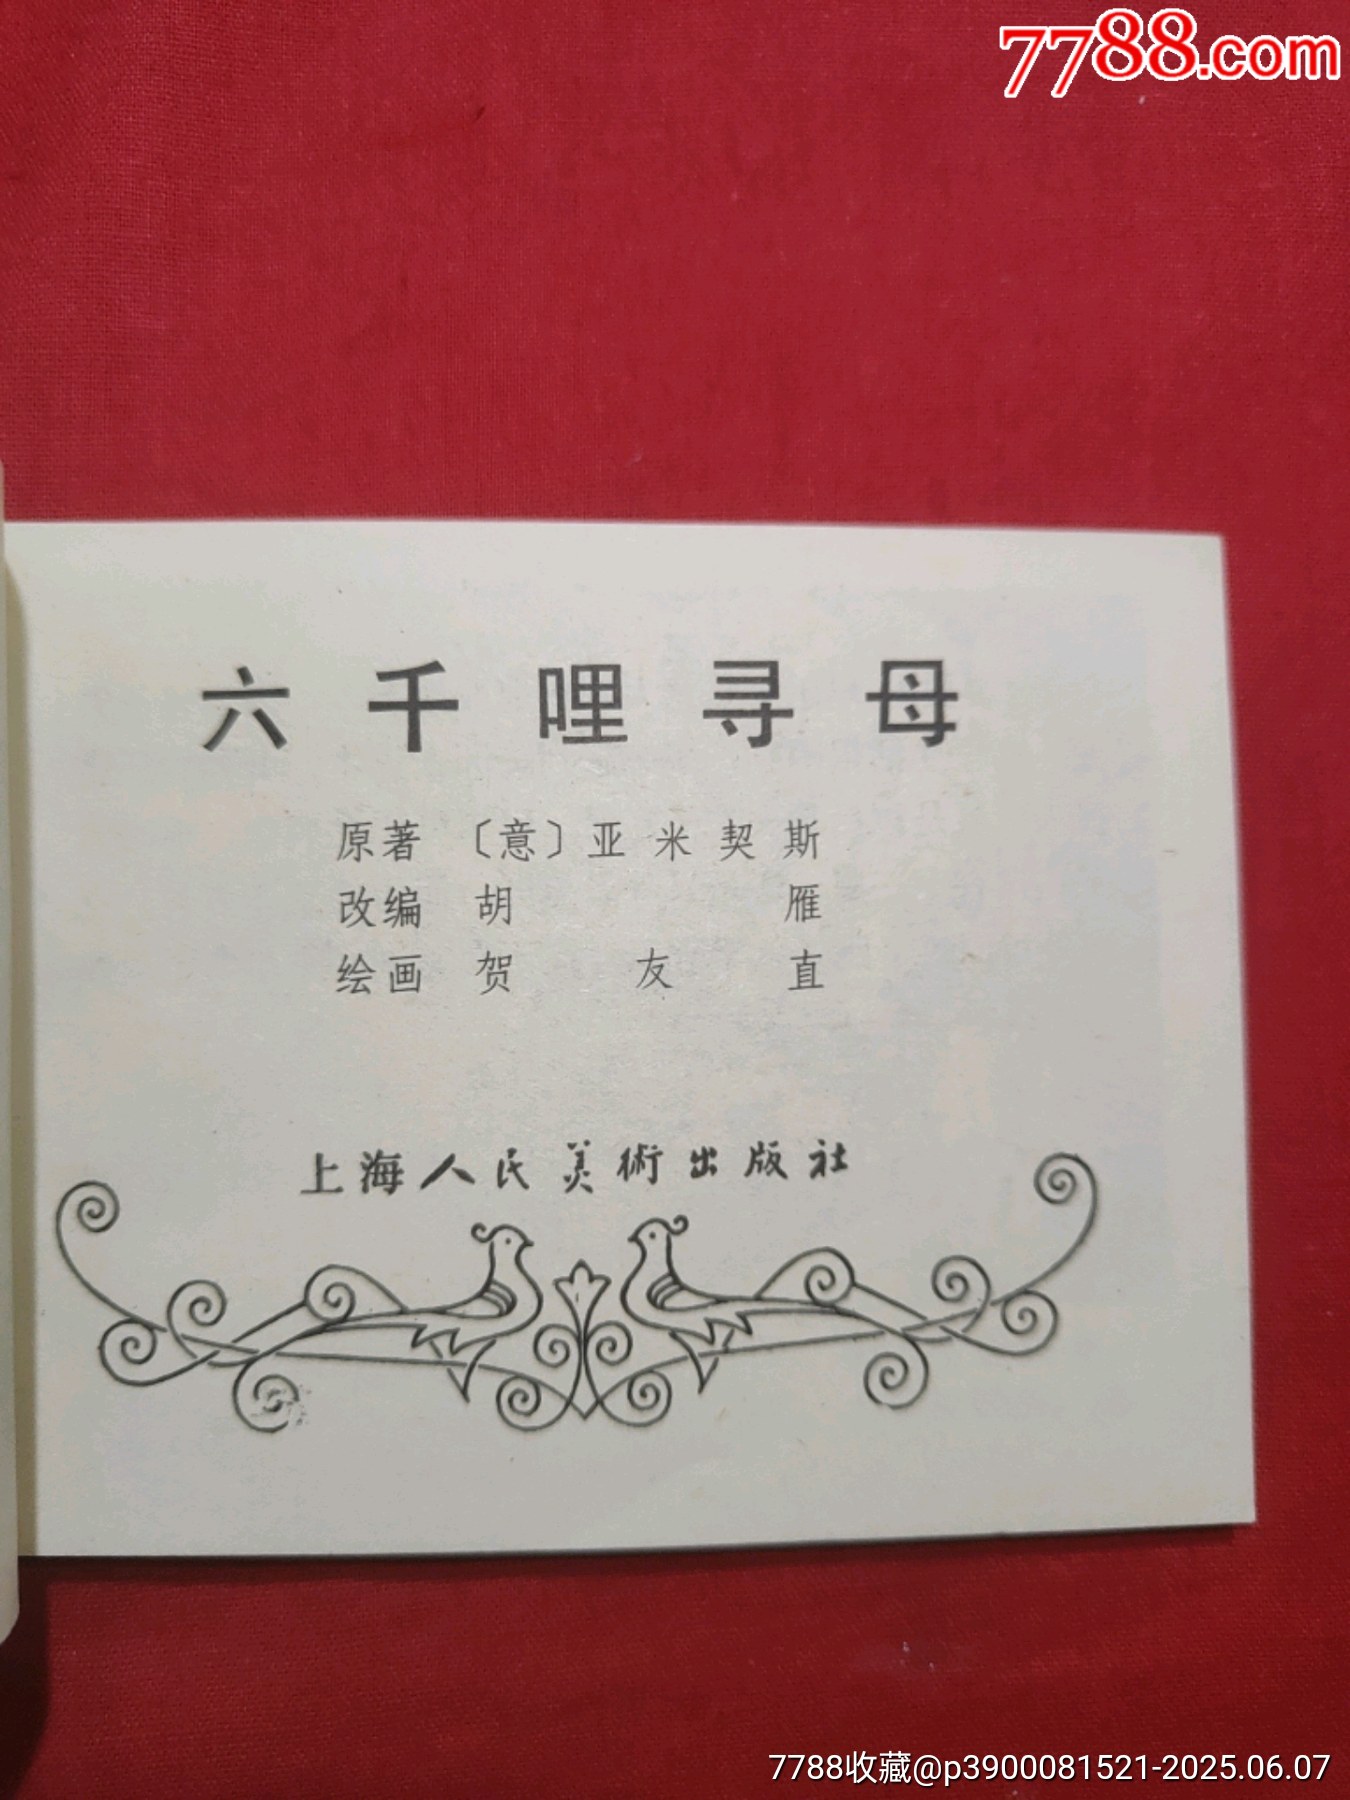 7788.com
六千哩寻母
原著 〔意〕亚米契斯
改编 胡雁
绘画 贺友直
上海人民美術出版社
7788收藏@p3900081521-2025.06.07